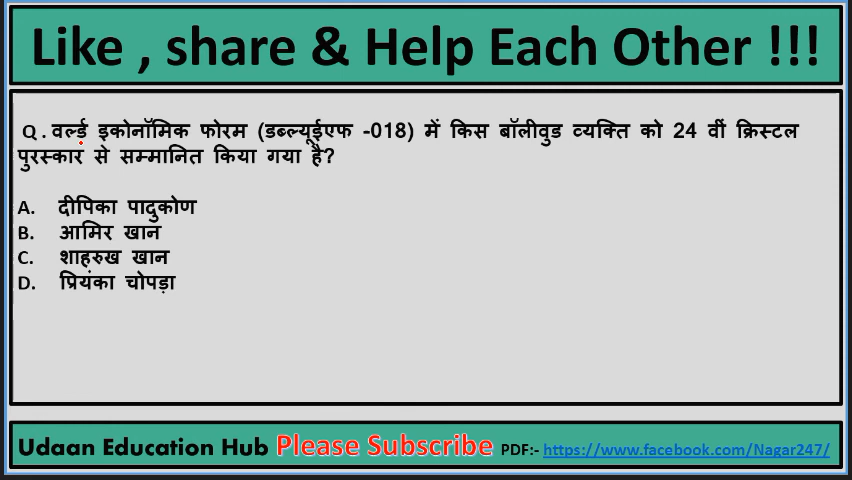 Like , share & Help Each Other !!!
Q . वर्ल्ड इकोनॉमिक फोरम (डब्ल्यूईएफ -018) में किस बॉलीवुड व्यक्ति को 24 वीं क्रिस्टल
पुरस्कार से सम्मानित किया गया है?
A. दीपिका पादुकोण
B. आमिर खान
C. शाहरुख खान
D. प्रियंका चोपड़ा
Udaan Education Hub Please Subscribe PDF:- https://www.facebook.com/Nagar247/